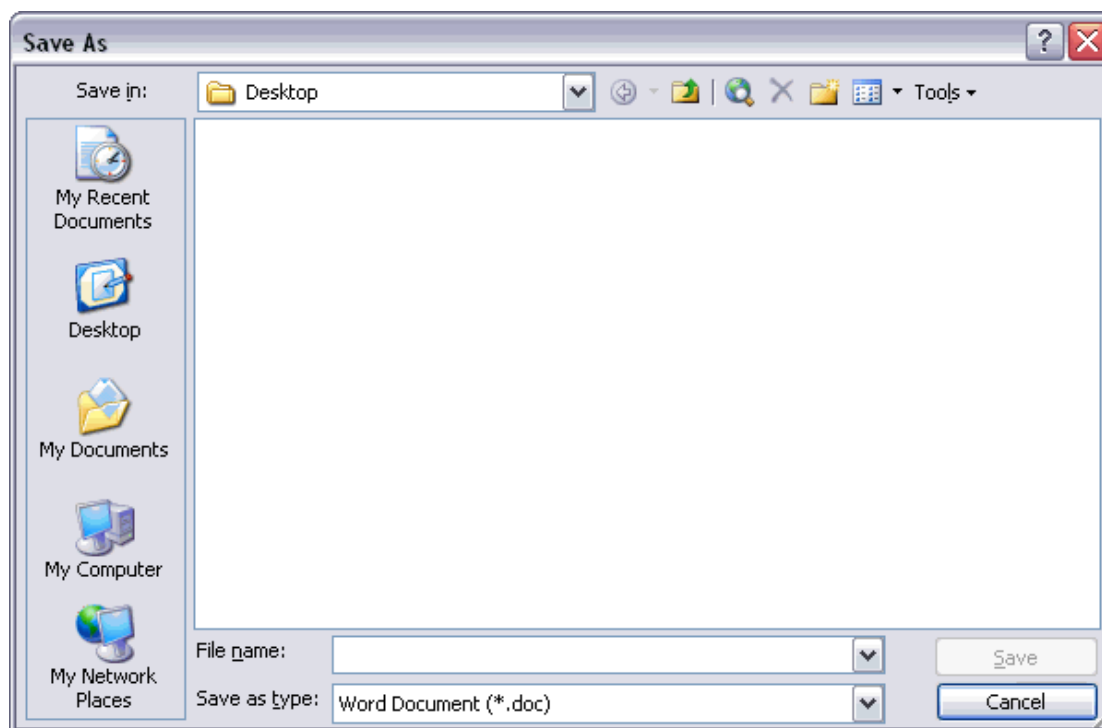 Save As
Save in:
Desktop
Tools
My Recent
Documents
Desktop
My Documents
My Computer
My Network
Places
File name:
Save
Save as type:
Word Document (*.doc)
Cancel